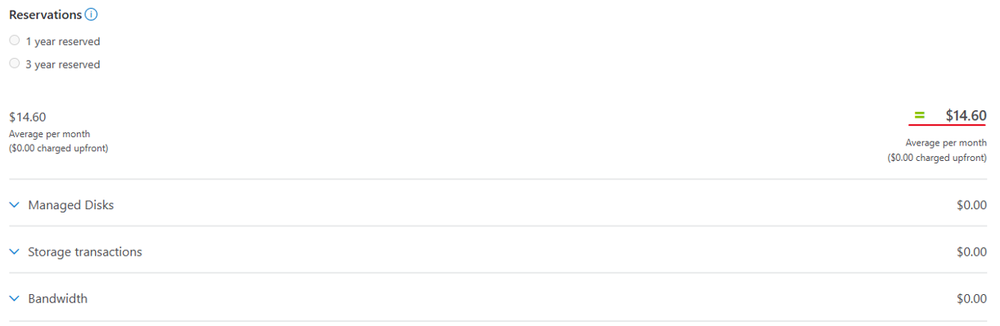 Reservations
1 year reserved
3 year reserved
$14.60
Average per month
($0.00 charged upfront)
= $14.60
Average per month
($0.00 charged upfront)
Managed Disks $0.00
Storage transactions $0.00
Bandwidth $0.00